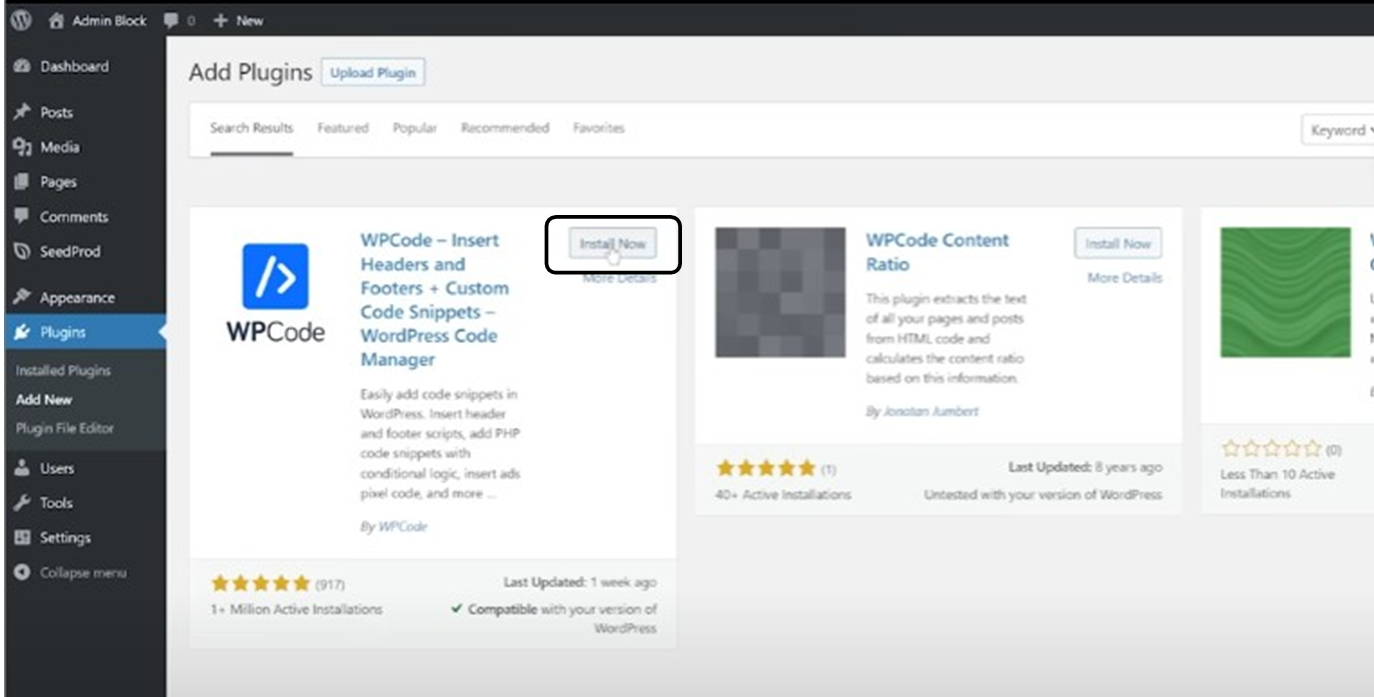 Admin Block 0 New
Dashboard
Posts
Media
Pages
Comments
SeedProd
Appearance
Plugins
Installed Plugins
Add New
Plugin File Editor
Users
Tools
Settings
Collapse menu
Add Plugins Upload Plugin
Search Results Featured Popular Recommended Favorites
Keyword
WPCode
WPCode – Insert
Headers and
Footers + Custom
Code Snippets –
WordPress Code
Manager
Install Now
More Details
Easily add code snippets in
WordPress. Insert header
and footer scripts, add PHP
code snippets with
conditional logic, insert ads
pixel code, and more ...
By WPCode
(917)
1+ Million Active Installations
Last Updated: 1 week ago
Compatible with your version of
WordPress
WPCode Content
Ratio
Install Now
More Details
This plugin extracts the text
of all your pages and posts
from HTML code and
calculates the content ratio
based on this information.
By Jonatan Jumbert
(1)
40+ Active Installations
Last Updated: 8 years ago
Untested with your version of WordPress
(0)
Less Than 10 Active
Installations